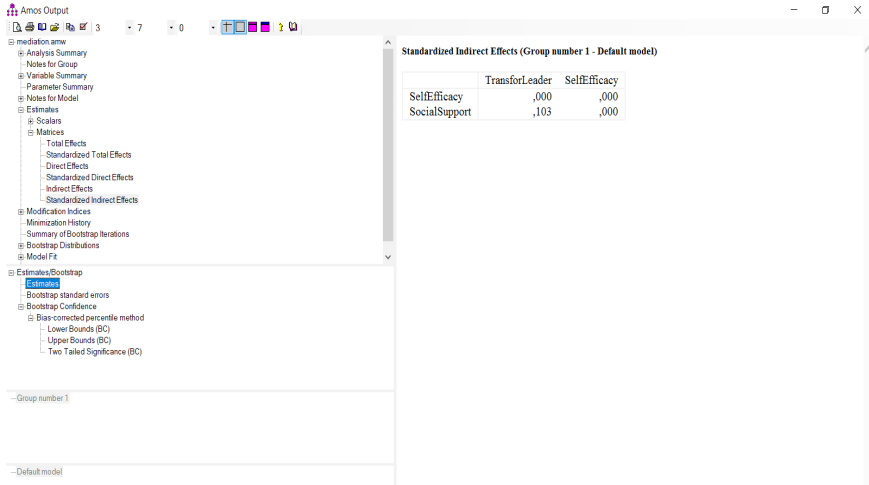 Amos Output
3 7 0
mediation.amw
Analysis Summary
Notes for Group
Variable Summary
Parameter Summary
Notes for Model
Estimates
Scalars
Matrices
Total Effects
Standardized Total Effects
Direct Effects
Standardized Direct Effects
Indirect Effects
Standardized Indirect Effects
Modification Indices
Minimization History
Summary of Bootstrap Iterations
Bootstrap Distributions
Model Fit
Estimates/Bootstrap
Estimates
Bootstrap standard errors
Bootstrap Confidence
Bias-corrected percentile method
Lower Bounds (BC)
Upper Bounds (BC)
Two Tailed Significance (BC)
Group number 1
Default model
Standardized Indirect Effects (Group number 1 - Default model)
TransforLeader SelfEfficacy
SelfEfficacy ,000 ,000
SocialSupport ,103 ,000